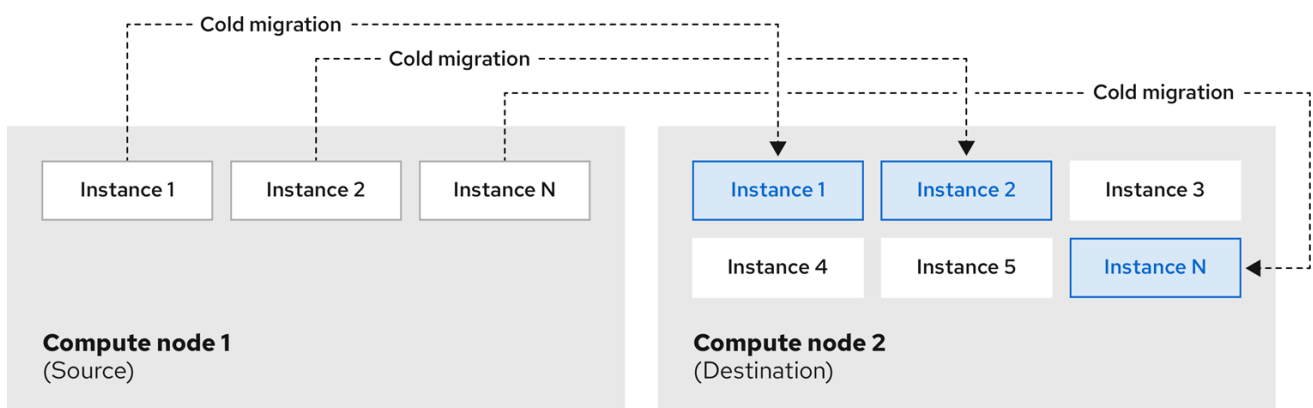 Cold migration
Cold migration
Cold migration
Instance 1
Instance 2
Instance N
Compute node 1
(Source)
Instance 1
Instance 2
Instance 3
Instance 4
Instance 5
Instance N
Compute node 2
(Destination)